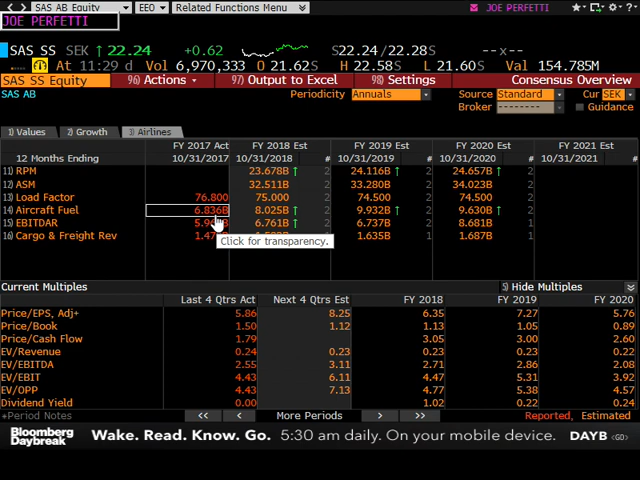 SAS AB Equity EEO Related Functions Menu JOE PERFETTI
JOE PERFETTI
SAS SS SEK ↑ 22.24 +0.62 S22.24/22.28S --x--
At 11:29 d Vol 6,970,333 O 21.62S H 22.58S L 21.60S Val 154.785M
SAS SS Equity 96) Actions 97) Output to Excel 98) Settings Consensus Overview
SAS AB Periodicity Annuals Source Standard Cur SEK
Broker -------- Guidance
1) Values 2) Growth 3) Airlines
FY 2017 Act FY 2018 Est FY 2019 Est FY 2020 Est FY 2021 Est
12 Months Ending 10/31/2017 10/31/2018 # 10/31/2019 # 10/31/2020 # 10/31/2021 #
11) RPM 23.678B ↑ 2 24.116B ↑ 2 24.657B ↑ 2
12) ASM 32.511B 2 33.280B 2 34.023B 2
13) Load Factor 76.800 75.000 2 74.500 2 74.500 2
14) Aircraft Fuel 6.836B 8.025B ↑ 2 9.932B ↑ 2 9.630B ↑ 2
15) EBITDAR 6.761B ↑ 2 6.737B 2 8.681B 1
16) Cargo & Freight Rev 1.635B 1 1.687B 1
Click for transparency.
Current Multiples 5) Hide Multiples
Last 4 Qtrs Act Next 4 Qtrs Est FY 2018 FY 2019 FY 2020
Price/EPS, Adj+ 5.86 8.25 6.35 7.27 5.76
Price/Book 1.50 1.12 1.13 1.05 0.89
Price/Cash Flow 1.79 3.05 3.00 2.60
EV/Revenue 0.24 0.23 0.23 0.23 0.22
EV/EBITDA 2.55 3.11 2.71 2.86 2.08
EV/EBIT 4.43 6.11 4.47 5.31 3.92
EV/OPP 4.43 7.13 4.77 5.38 4.57
Dividend Yield 0.00 1.02 0.22 0.24
+Period Notes << < More Periods > >> Reported, Estimated
Bloomberg
Daybreak
Wake. Read. Know. Go. 5:30 am daily. On your mobile device. DAYB